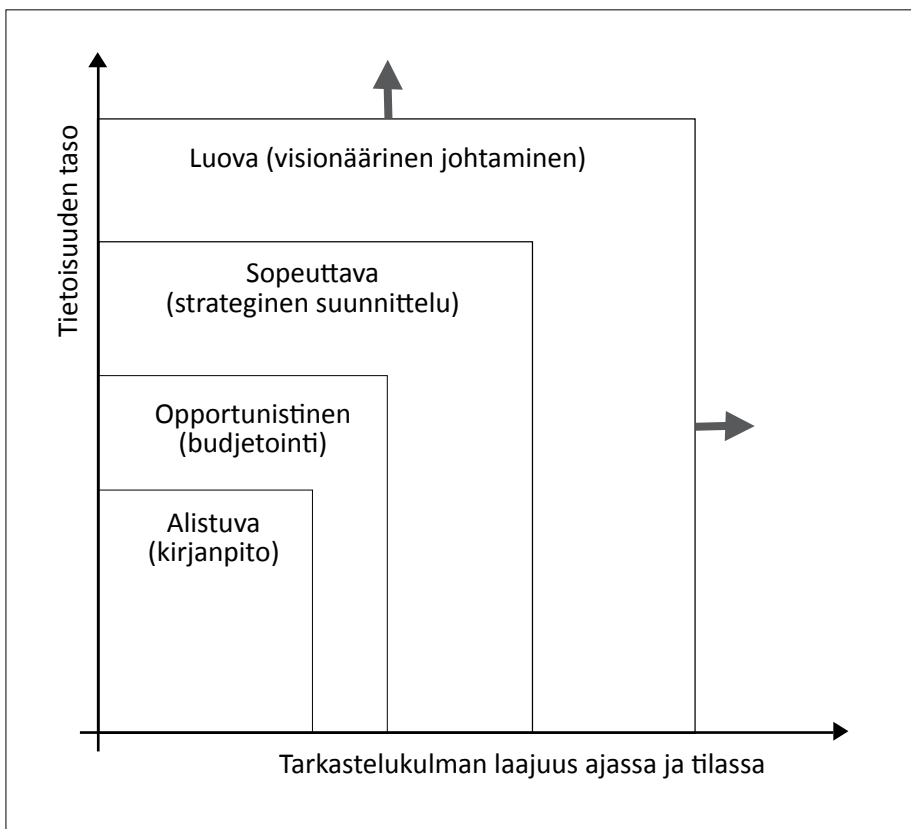 Tietoisuuden taso
Luova (visionäärinen johtaminen)
Sopeuttava
(strateginen suunnittelu)
Opportunistinen
(budjetointi)
Alistuva
(kirjanpito)
Tarkastelukulman laajuus ajassa ja tilassa